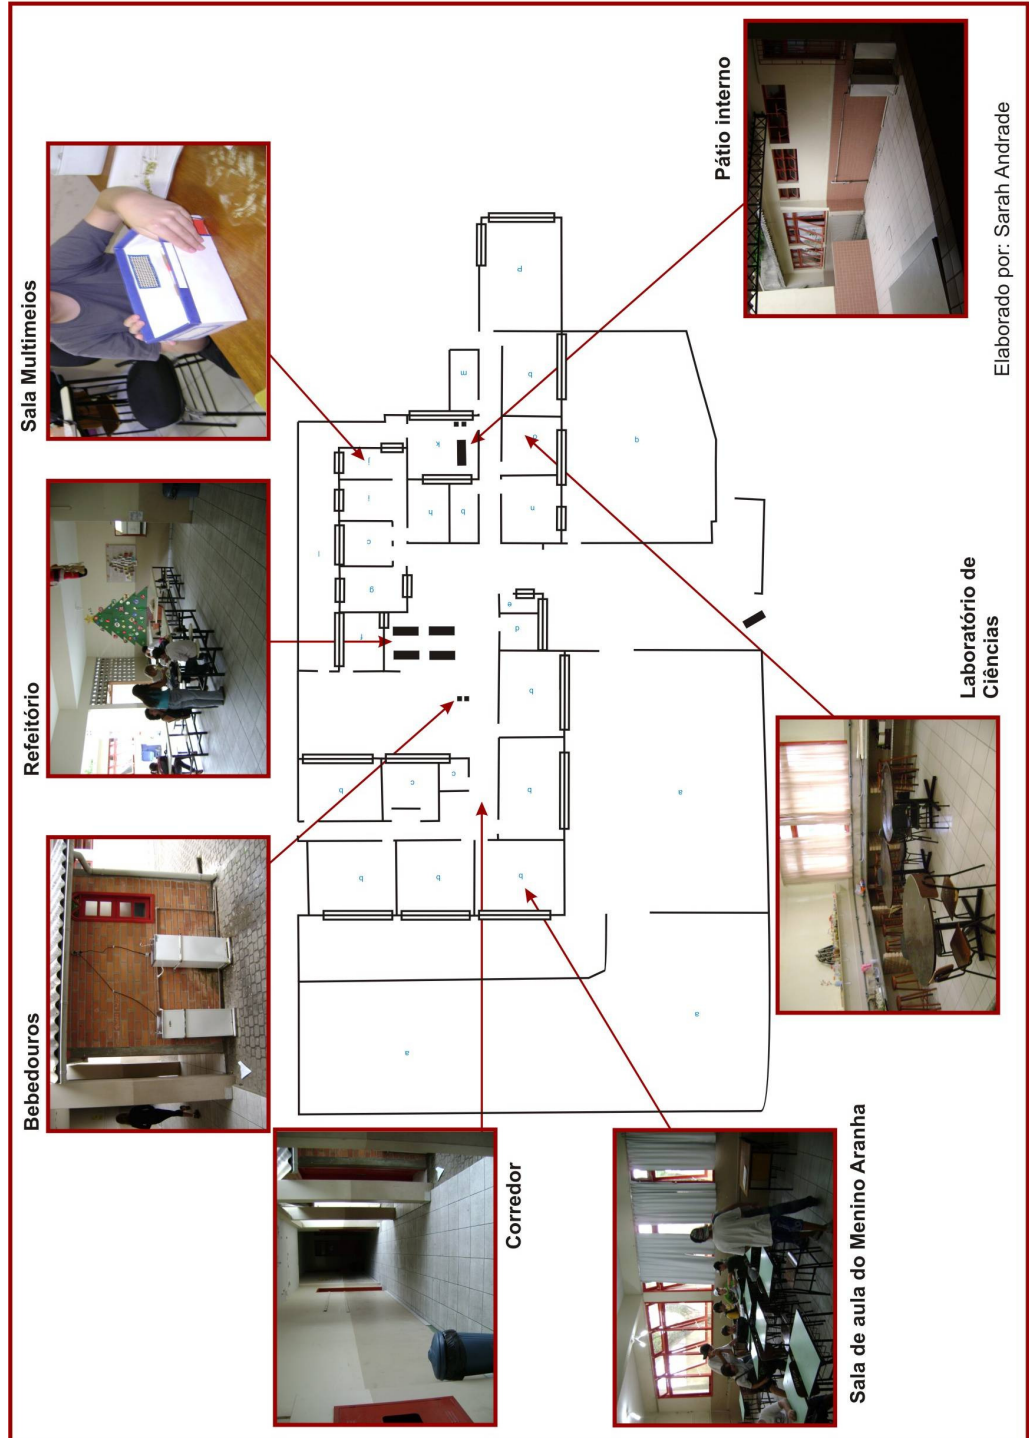 Bebedouros
Refeitório
Sala Multimeios
l
b
f
b
g
c
i
j
a
c
b
h
k
c
b
m
Corredor
e
d
b
b
b
n
o
b
p
q
a
a
Pátio interno
Sala de aula do Menino Aranha
Laboratório de
Ciências
Elaborado por: Sarah Andrade